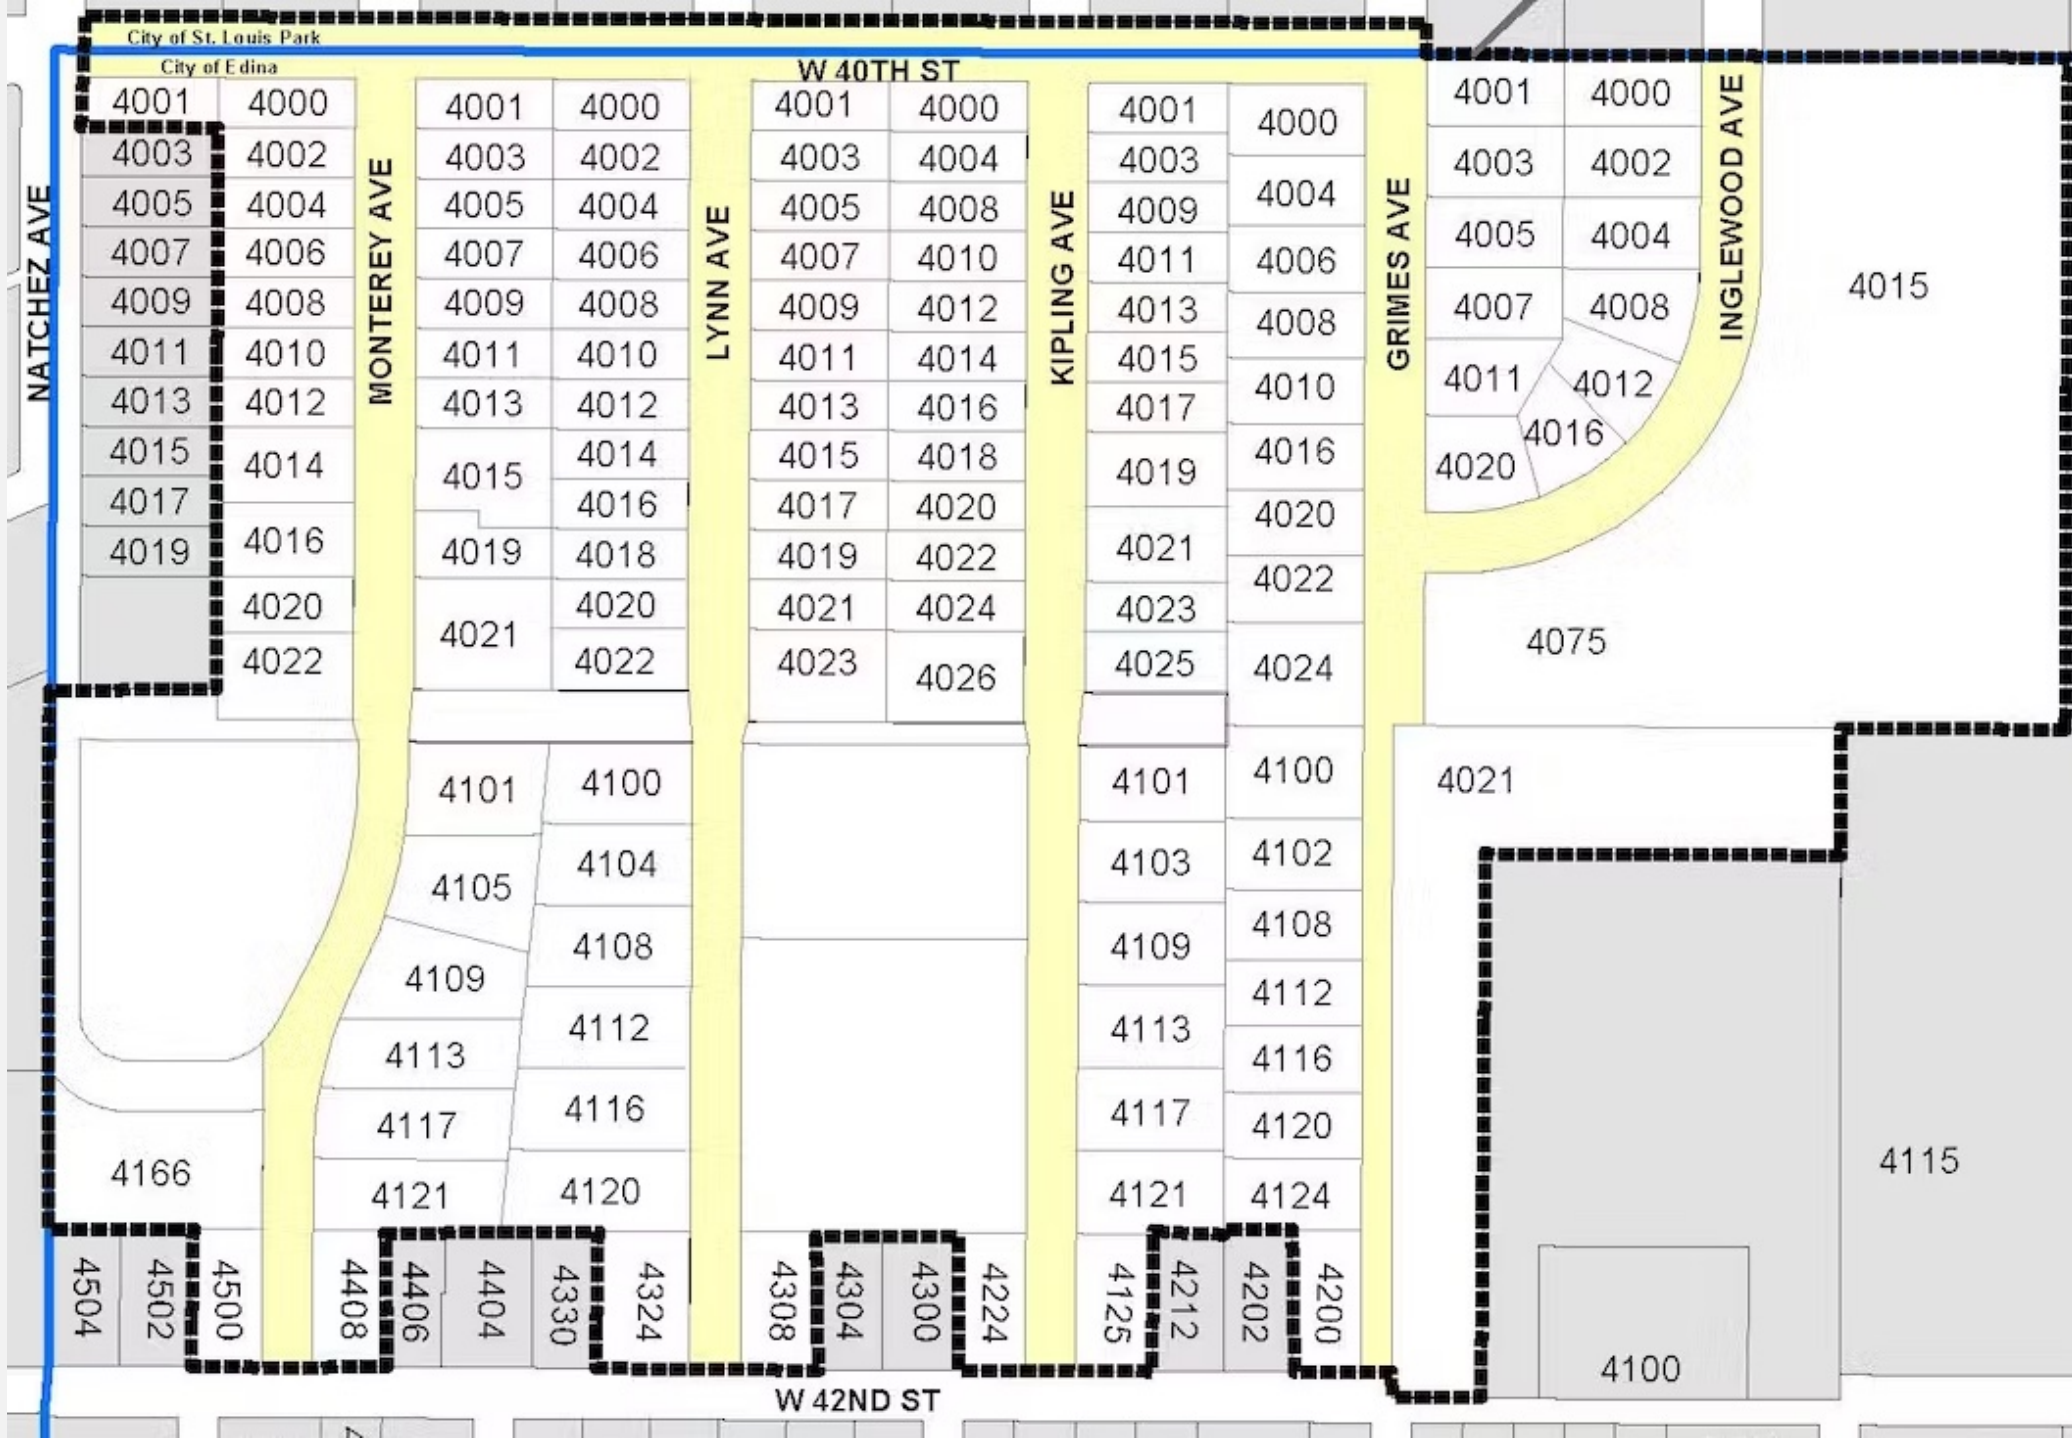 City of St. Louis Park
City of Edina
W 40TH ST
4001 4000 4001 4000 4001 4000 4001 4000 4001 4000
4003 4002 4003 4002 4003 4004 4003 4004 4003 4002
4005 4004 4005 4004 4005 4008 4009 4006 4005 4004
4007 4006 4007 4006 4007 4010 4011 4008 4007 4008
4009 4008 4009 4008 4009 4012 4013 4010 4011 4012
4011 4010 4011 4010 4011 4014 4015 4016 4020 4016
4013 4012 4013 4012 4013 4016 4017 4020
4015 4014 4015 4014 4015 4018 4019 4022
4017 4016 4019 4016 4017 4020 4021 4024
4019 4020 4021 4018 4019 4022 4023
4022 4020 4021 4024 4025
4022 4023 4026
NATCHEZ AVE
MONTEREY AVE
LYNN AVE
KIPLING AVE
GRIMES AVE
INGLEWOOD AVE
4015
4075
4021
4101 4100 4101 4100
4105 4104 4103 4102
4109 4108 4109 4108
4113 4112 4113 4112
4117 4116 4117 4116
4121 4120 4121 4120
4124
4166
4115
4504 4502 4500 4408 4406 4404 4330 4324 4308 4304 4300 4224 4125 4212 4202 4200
4100
W 42ND ST